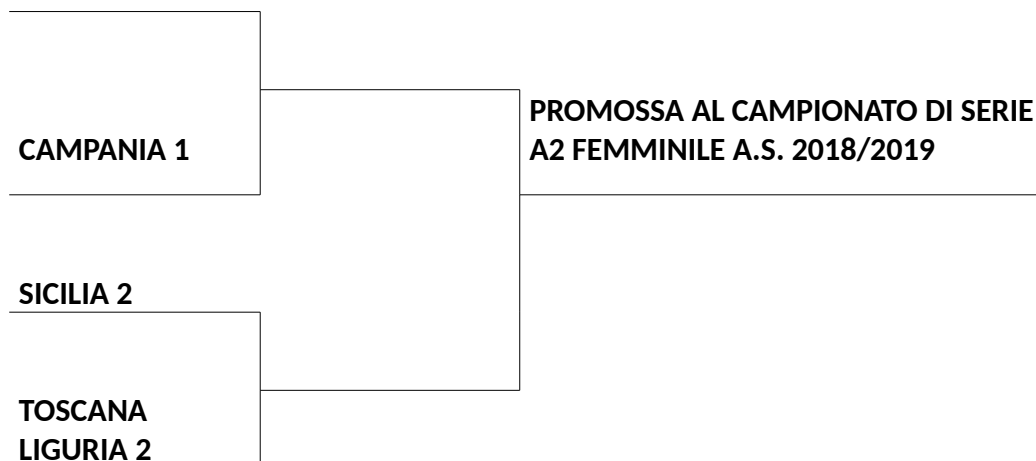 PROMOSSA AL CAMPIONATO DI SERIE
A2 FEMMINILE A.S. 2018/2019
CAMPANIA 1
SICILIA 2
TOSCANA
LIGURIA 2